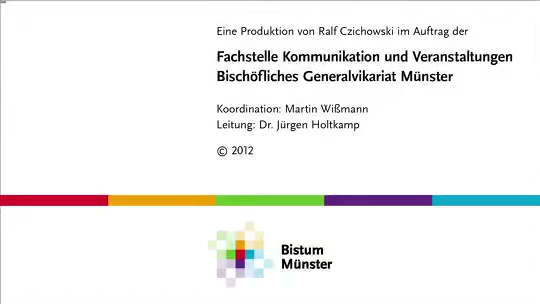 Eine Produktion von Ralf Czichowski im Auftrag der
Fachstelle Kommunikation und Veranstaltungen
Bischöfliches Generalvikariat Münster
Koordination: Martin Wißmann
Leitung: Dr. Jürgen Holtkamp
© 2012
Bistum
Münster